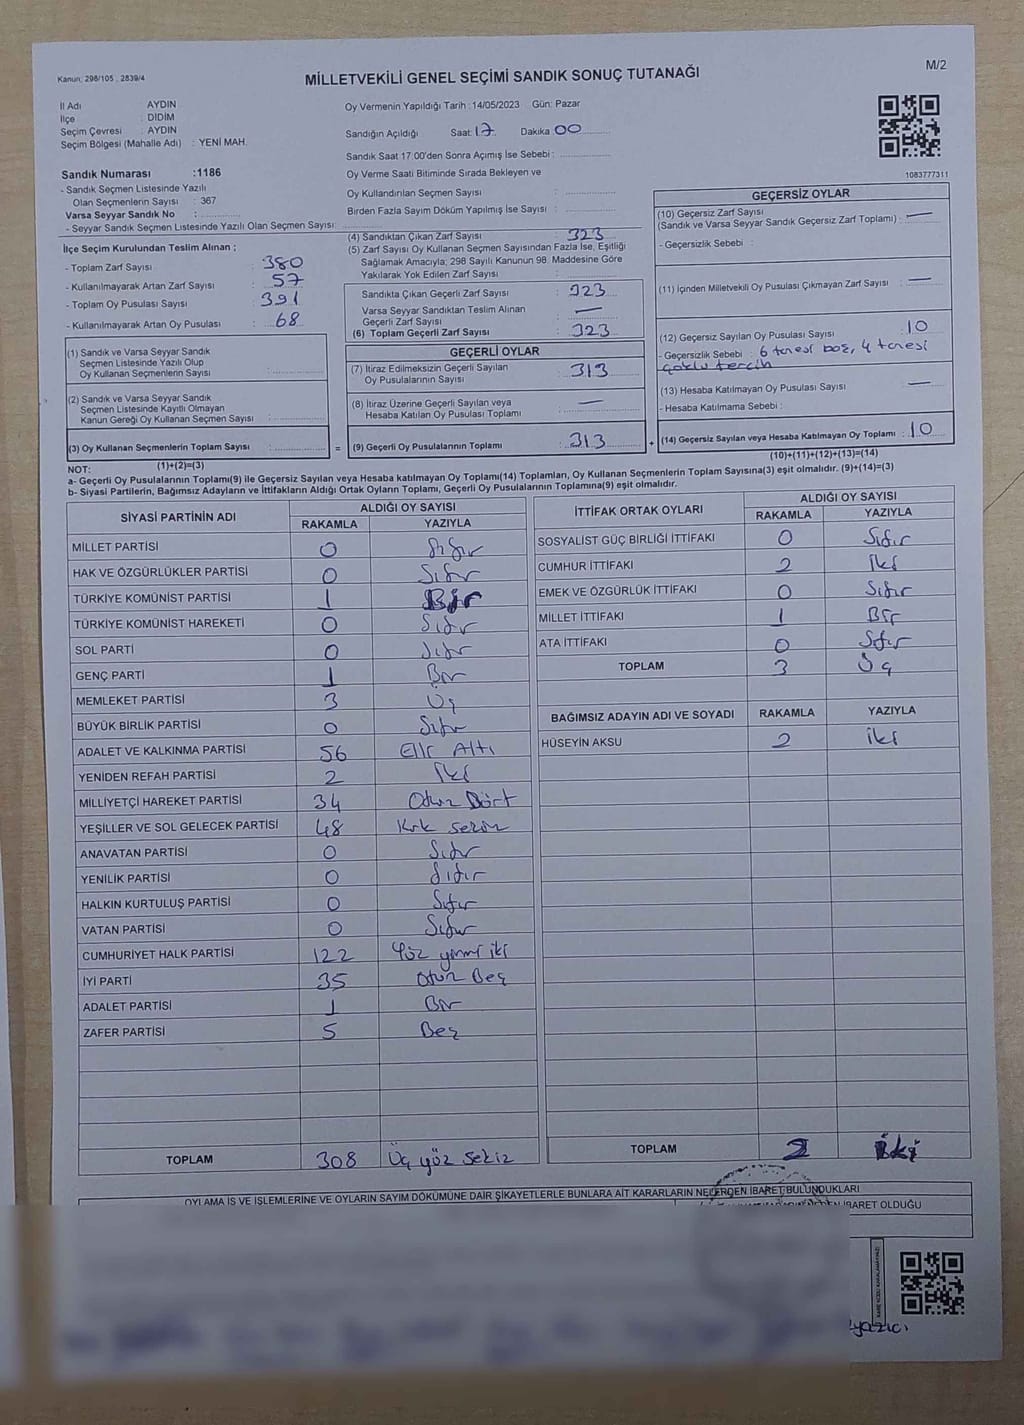 Kanun: 298/105 , 2839/4
MİLLETVEKİLİ GENEL SEÇİMİ SANDIK SONUÇ TUTANAĞI
M/2
İl Adı AYDIN
İlçe : DİDİM
Seçim Çevresi : AYDIN
Seçim Bölgesi (Mahalle Adı) : YENİ MAH.
Sandık Numarası :1186
- Sandık Seçmen Listesinde Yazılı
Olan Seçmenlerin Sayısı : 367
Varsa Seyyar Sandık No :
- Seyyar Sandık Seçmen Listesinde Yazılı Olan Seçmen Sayısı:
Oy Vermenin Yapıldığı Tarih :14/05/2023 Gün: Pazar
Sandığın Açıldığı Saat: 17 Dakika 00
Sandık Saat 17:00'den Sonra Açımış İse Sebebi :
Oy Verme Saati Bitiminde Sırada Bekleyen ve
Oy Kullandırılan Seçmen Sayısı :
Birden Fazla Sayım Döküm Yapılmış İse Sayısı :
1083777311
İlçe Seçim Kurulundan Teslim Alınan ;
- Toplam Zarf Sayısı : 380
- Kullanılmayarak Artan Zarf Sayısı : 57
- Toplam Oy Pusulası Sayısı : 391
- Kullanılmayarak Artan Oy Pusulası : 68
(1) Sandık ve Varsa Seyyar Sandık
Seçmen Listesinde Yazılı Olup
Oy Kullanan Seçmenlerin Sayısı :
(2) Sandık ve Varsa Seyyar Sandık
Seçmen Listesinde Kayıtlı Olmayan
Kanun Gereği Oy Kullanan Seçmen Sayısı :
(3) Oy Kullanan Seçmenlerin Toplam Sayısı : =
(1)+(2)=(3)
(4) Sandıktan Çıkan Zarf Sayısı : 323
(5) Zarf Sayısı Oy Kullanan Seçmen Sayısından Fazla İse, Eşitliği
Sağlamak Amacıyla; 298 Sayılı Kanunun 98. Maddesine Göre
Yakılarak Yok Edilen Zarf Sayısı :
Sandıkta Çıkan Geçerli Zarf Sayısı : 323
Varsa Seyyar Sandıktan Teslim Alınan
Geçerli Zarf Sayısı : —
(6) Toplam Geçerli Zarf Sayısı : 323
GEÇERLİ OYLAR
(7) İtiraz Edilmeksizin Geçerli Sayılan
Oy Pusulalarının Sayısı : 313
(8) İtiraz Üzerine Geçerli Sayılan veya
Hesaba Katılan Oy Pusulası Toplamı : —
(9) Geçerli Oy Pusulalarının Toplamı : 313 +
GEÇERSİZ OYLAR
(10) Geçersiz Zarf Sayısı
(Sandık ve Varsa Seyyar Sandık Geçersiz Zarf Toplamı) : —
- Geçersizlik Sebebi :
(11) İçinden Milletvekili Oy Pusulası Çıkmayan Zarf Sayısı : —
(12) Geçersiz Sayılan Oy Pusulası Sayısı : 10
- Geçersizlik Sebebi : 6 tanesi boş, 4 tanesi
çoklu tercih
(13) Hesaba Katılmayan Oy Pusulası Sayısı : —
- Hesaba Katılmama Sebebi :
(14) Geçersiz Sayılan veya Hesaba Katılmayan Oy Toplamı : 10
(10)+(11)+(12)+(13)=(14)
NOT:
a- Geçerli Oy Pusulalarının Toplamı(9) ile Geçersiz Sayılan veya Hesaba katılmayan Oy Toplamı(14) Toplamları, Oy Kullanan Seçmenlerin Toplam Sayısına(3) eşit olmalıdır. (9)+(14)=(3)
b- Siyasi Partilerin, Bağımsız Adayların ve İttifakların Aldığı Ortak Oyların Toplamı, Geçerli Oy Pusulalarının Toplamına(9) eşit olmalıdır.
SİYASİ PARTİNİN ADI ALDIĞI OY SAYISI
RAKAMLA YAZIYLA
MİLLET PARTİSİ 0 Sıfır
HAK VE ÖZGÜRLÜKLER PARTİSİ 0 Sıfır
TÜRKİYE KOMÜNİST PARTİSİ 1 Bir
TÜRKİYE KOMÜNİST HAREKETİ 0 Sıfır
SOL PARTİ 0 Sıfır
GENÇ PARTİ 1 Bir
MEMLEKET PARTİSİ 3 Üç
BÜYÜK BİRLİK PARTİSİ 0 Sıfır
ADALET VE KALKINMA PARTİSİ 56 Elli Altı
YENİDEN REFAH PARTİSİ 2 İki
MİLLİYETÇİ HAREKET PARTİSİ 34 Otuz Dört
YEŞİLLER VE SOL GELECEK PARTİSİ 48 Kırk sekiz
ANAVATAN PARTİSİ 0 Sıfır
YENİLİK PARTİSİ 0 Sıfır
HALKIN KURTULUŞ PARTİSİ 0 Sıfır
VATAN PARTİSİ 0 Sıfır
CUMHURİYET HALK PARTİSİ 122 Yüz yirmi iki
İYİ PARTİ 35 Otuz Beş
ADALET PARTİSİ 1 Bir
ZAFER PARTİSİ 5 Beş
TOPLAM 308 Üç yüz sekiz
İTTİFAK ORTAK OYLARI ALDIĞI OY SAYISI
RAKAMLA YAZIYLA
SOSYALİST GÜÇ BİRLİĞİ İTTİFAKI 0 Sıfır
CUMHUR İTTİFAKI 2 İki
EMEK VE ÖZGÜRLÜK İTTİFAKI 0 Sıfır
MİLLET İTTİFAKI 1 Bir
ATA İTTİFAKI 0 Sıfır
TOPLAM 3 Üç
BAĞIMSIZ ADAYIN ADI VE SOYADI RAKAMLA YAZIYLA
HÜSEYİN AKSU 2 iki
TOPLAM 2 İki
OYLAMA İŞ VE İŞLEMLERİNE VE OYLARIN SAYIM DÖKÜMÜNE DAİR ŞİKAYETLERLE BUNLARA AİT KARARLARIN NELERDEN İBARET BULUNDUKLARI
İBARET OLDUĞU